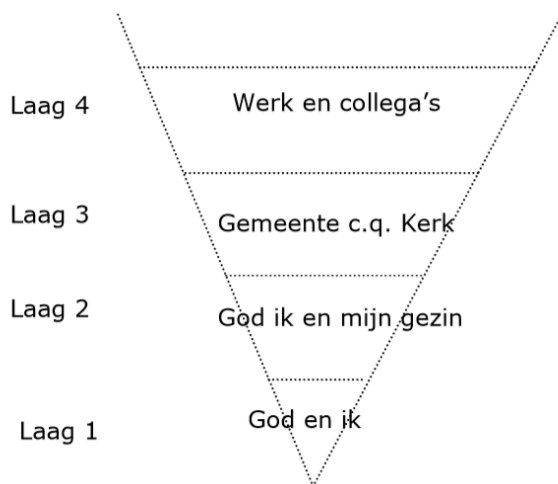 Laag 4 Werk en collega's
Laag 3 Gemeente c.q. Kerk
Laag 2 God ik en mijn gezin
Laag 1 God en ik